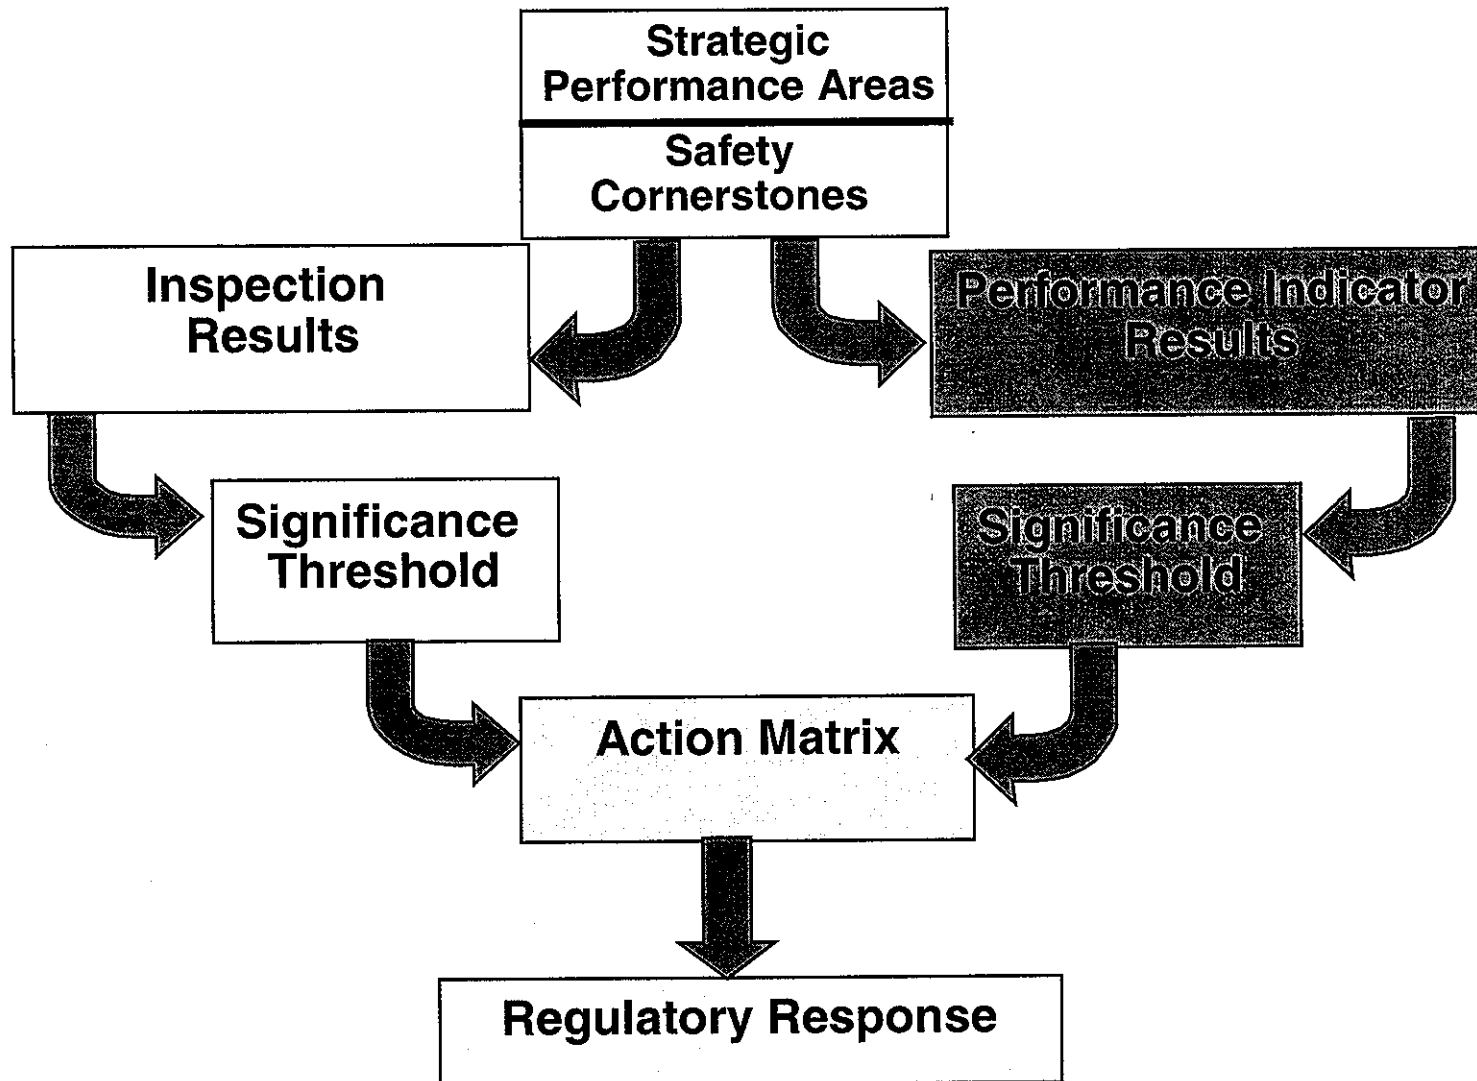 Strategic
Performance Areas
Safety
Cornerstones
Inspection
Results
Performance Indicator
Results
Significance
Threshold
Significance
Threshold
Action Matrix
Regulatory Response